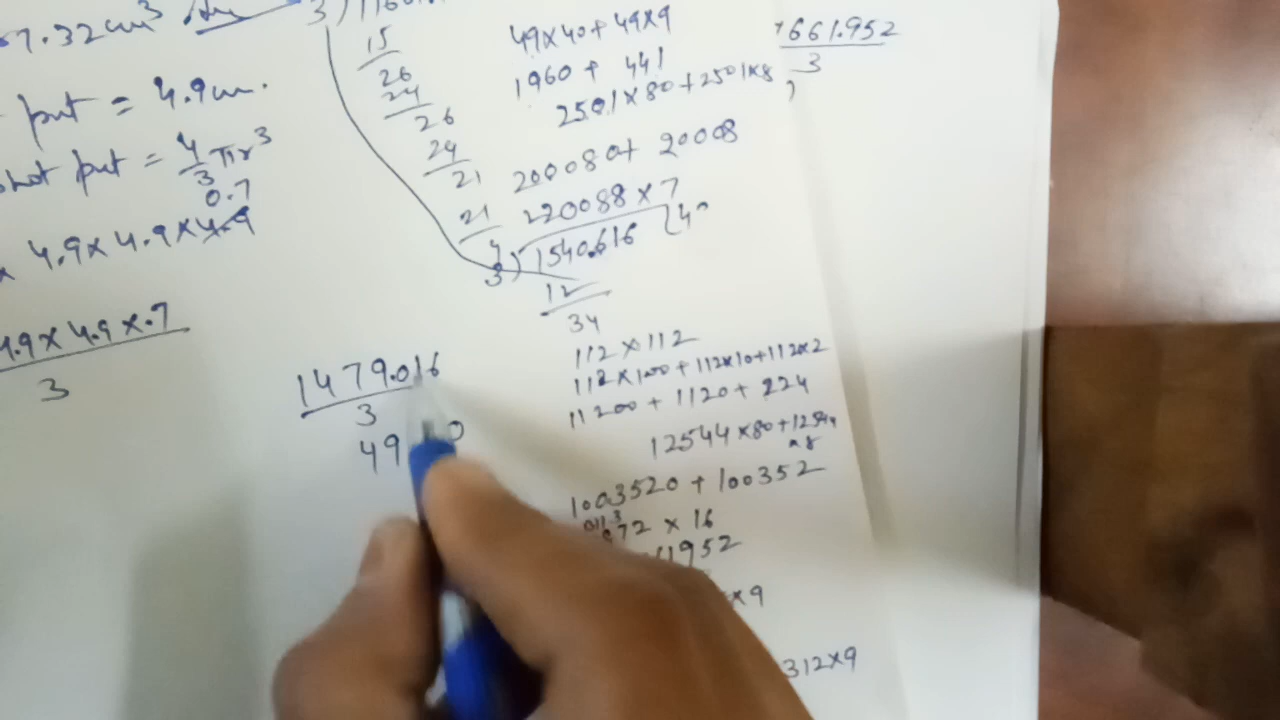 7.32cm³
3)
put = 4.9cm.
put = 4/3 πr³
0.7
4.9 × 4.9 × 4.9
4.9 × 4.9 × .7
3
1479.016
3
49
0
15
26
24
26
24
21
21
4
49×40+49×9
1960 + 441
2501×80+2501×8
200080+ 20008
220088 × 7
3)1540.616
12
34
112 × 112
112×100+112×10+112×2
11200 + 1120 + 224
12544 ×80 +12544
×8
1003520 + 100352
72 × 16
1952
×9
312×9
661.952
3